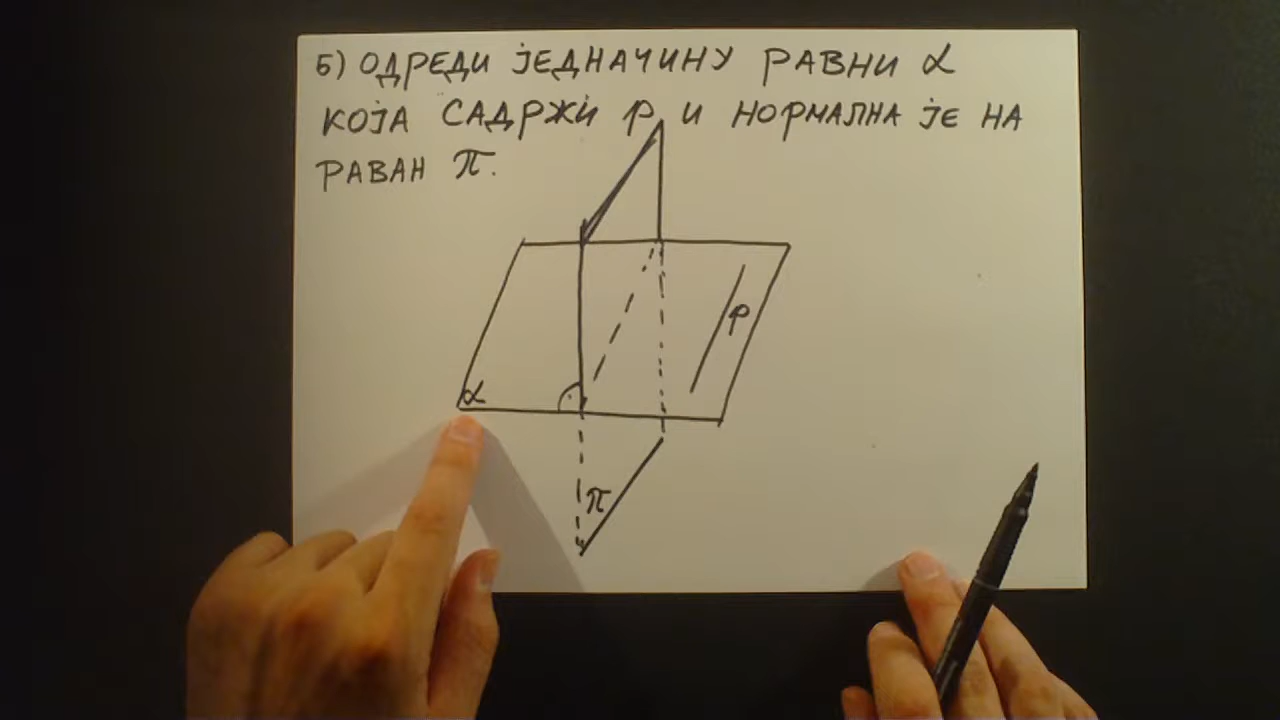 Б) ОДРЕДИ ЈЕДНАЧИНУ РАВНИ α
КОЈА САДРЖИ p И НОРМАЛНА ЈЕ НА
РАВАН π.
p
α
π